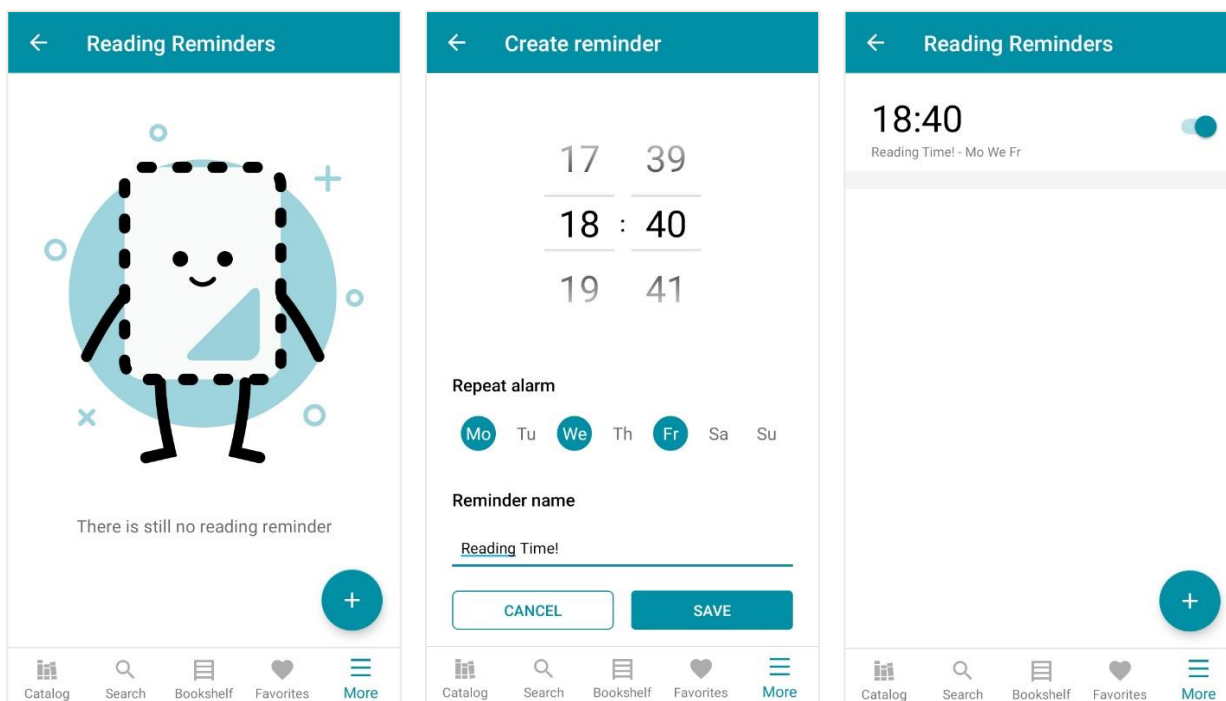 Reading Reminders
There is still no reading reminder
+
Catalog Search Bookshelf Favorites More
Create reminder
17 39
18 : 40
19 41
Repeat alarm
Mo Tu We Th Fr Sa Su
Reminder name
Reading Time!
CANCEL SAVE
Catalog Search Bookshelf Favorites More
Reading Reminders
18:40
Reading Time! - Mo We Fr
+
Catalog Search Bookshelf Favorites More